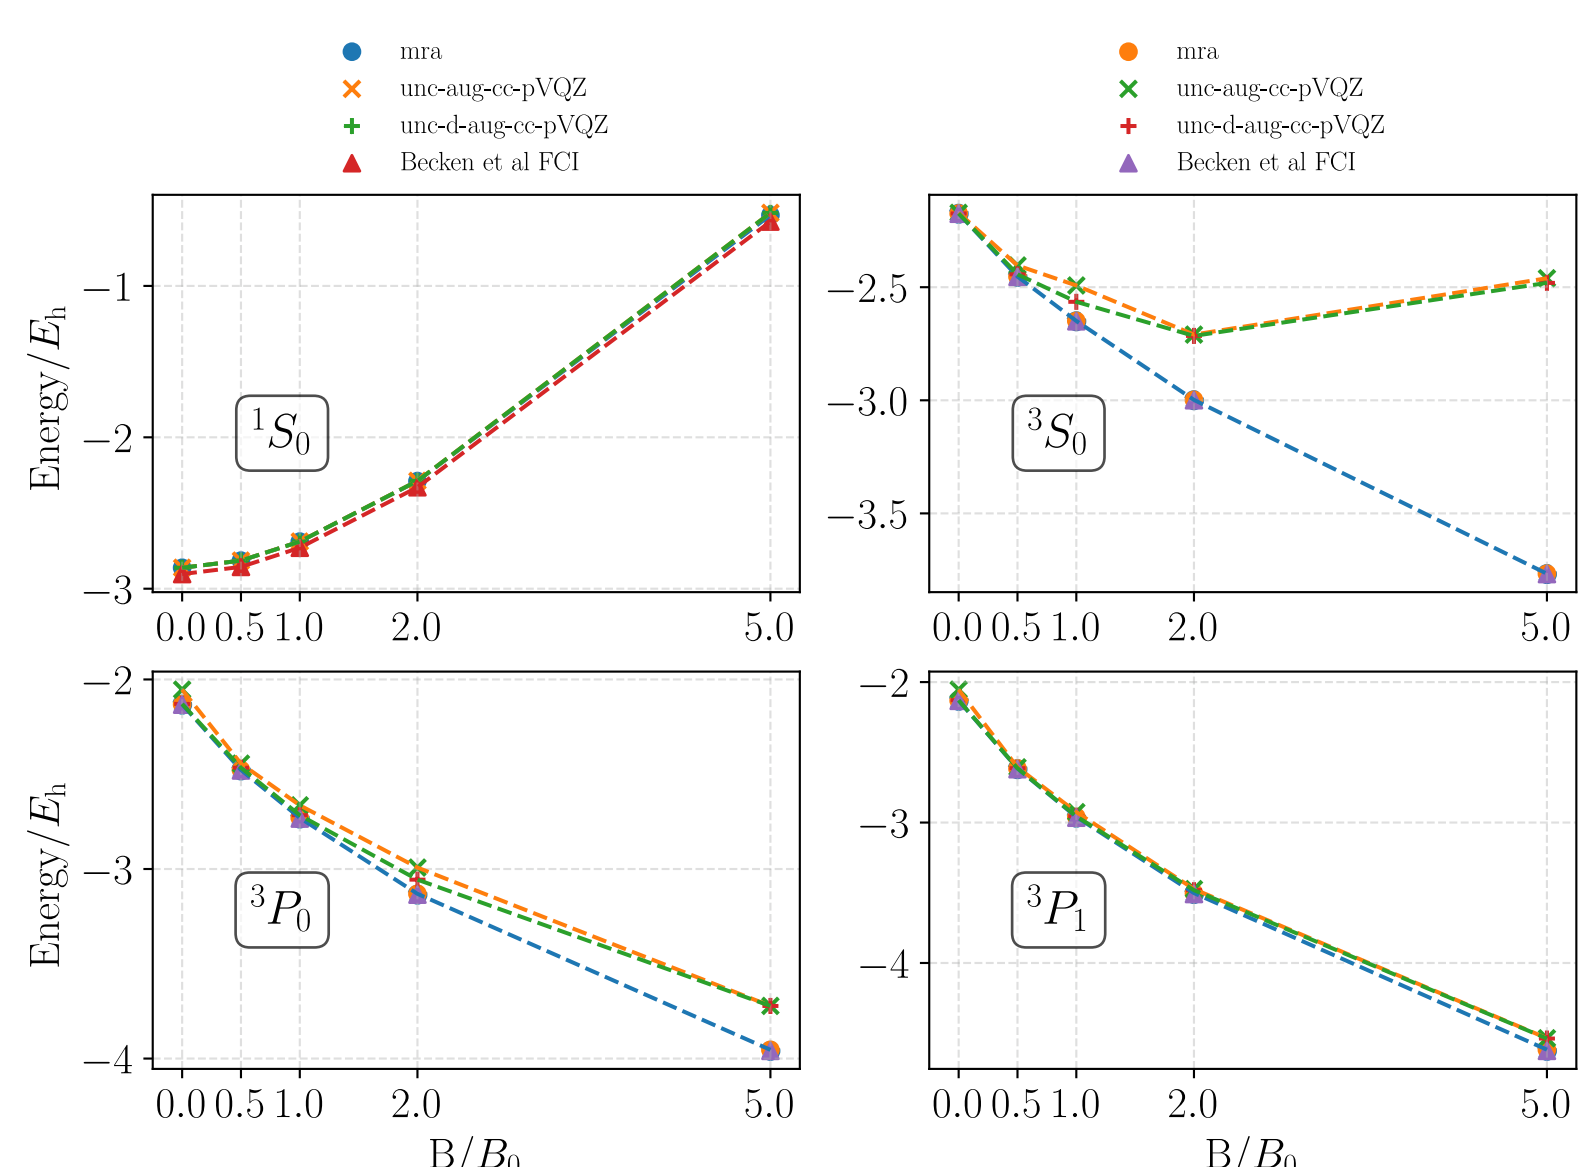 mra
unc-aug-cc-pVQZ
unc-d-aug-cc-pVQZ
Becken et al FCI
mra
unc-aug-cc-pVQZ
unc-d-aug-cc-pVQZ
Becken et al FCI
Energy/E_h
−1
−2
−3
^1S_0
0.0 0.5 1.0 2.0 5.0
−2.5
−3.0
−3.5
^3S_0
0.0 0.5 1.0 2.0 5.0
Energy/E_h
−2
−3
−4
^3P_0
0.0 0.5 1.0 2.0 5.0
B/B_0
−2
−3
−4
^3P_1
0.0 0.5 1.0 2.0 5.0
B/B_0